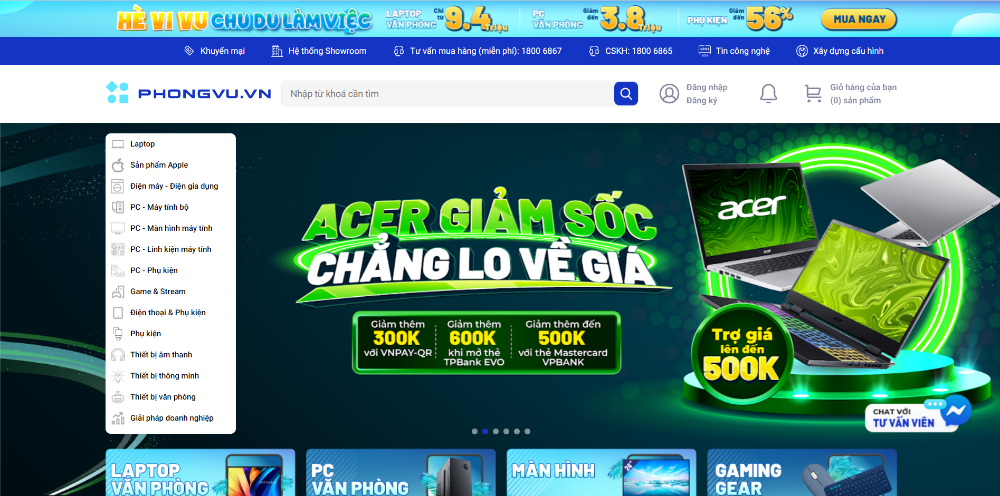 HÈ VI VU CHU DU LÀM VIỆC
LAPTOP VĂN PHÒNG Chỉ từ 9.4 Triệu
PC VĂN PHÒNG Giảm đến 3.8 Triệu
PHỤ KIỆN Giảm đến 56%
MUA NGAY
Khuyến mại
Hệ thống Showroom
Tư vấn mua hàng (miễn phí): 1800 6867
CSKH: 1800 6865
NEWS
Tin công nghệ
Xây dựng cấu hình
PHONGVU.VN
Nhập từ khoá cần tìm
Đăng nhập
Đăng ký
Giỏ hàng của bạn
(0) sản phẩm
Laptop
Sản phẩm Apple
Điện máy - Điện gia dụng
PC - Máy tính bộ
PC - Màn hình máy tính
PC - Linh kiện máy tính
PC - Phụ kiện
Game & Stream
Điện thoại & Phụ kiện
Phụ kiện
Thiết bị âm thanh
Thiết bị thông minh
Thiết bị văn phòng
Giải pháp doanh nghiệp
ACER GIẢM SỐC
CHẲNG LO VỀ GIÁ
Giảm thêm
300K
với VNPAY-QR
Giảm thêm
600K
khi mở thẻ
TPBank EVO
Giảm thêm đến
500K
với thẻ Mastercard
VPBANK
acer
acer
acer
Trợ giá
lên đến
500K
CHAT VỚI
TƯ VẤN VIÊN
LAPTOP
VĂN PHÒNG
ASUS VivoBook
PC
VĂN PHÒNG
MÀN HÌNH
24"
GAMING
GEAR